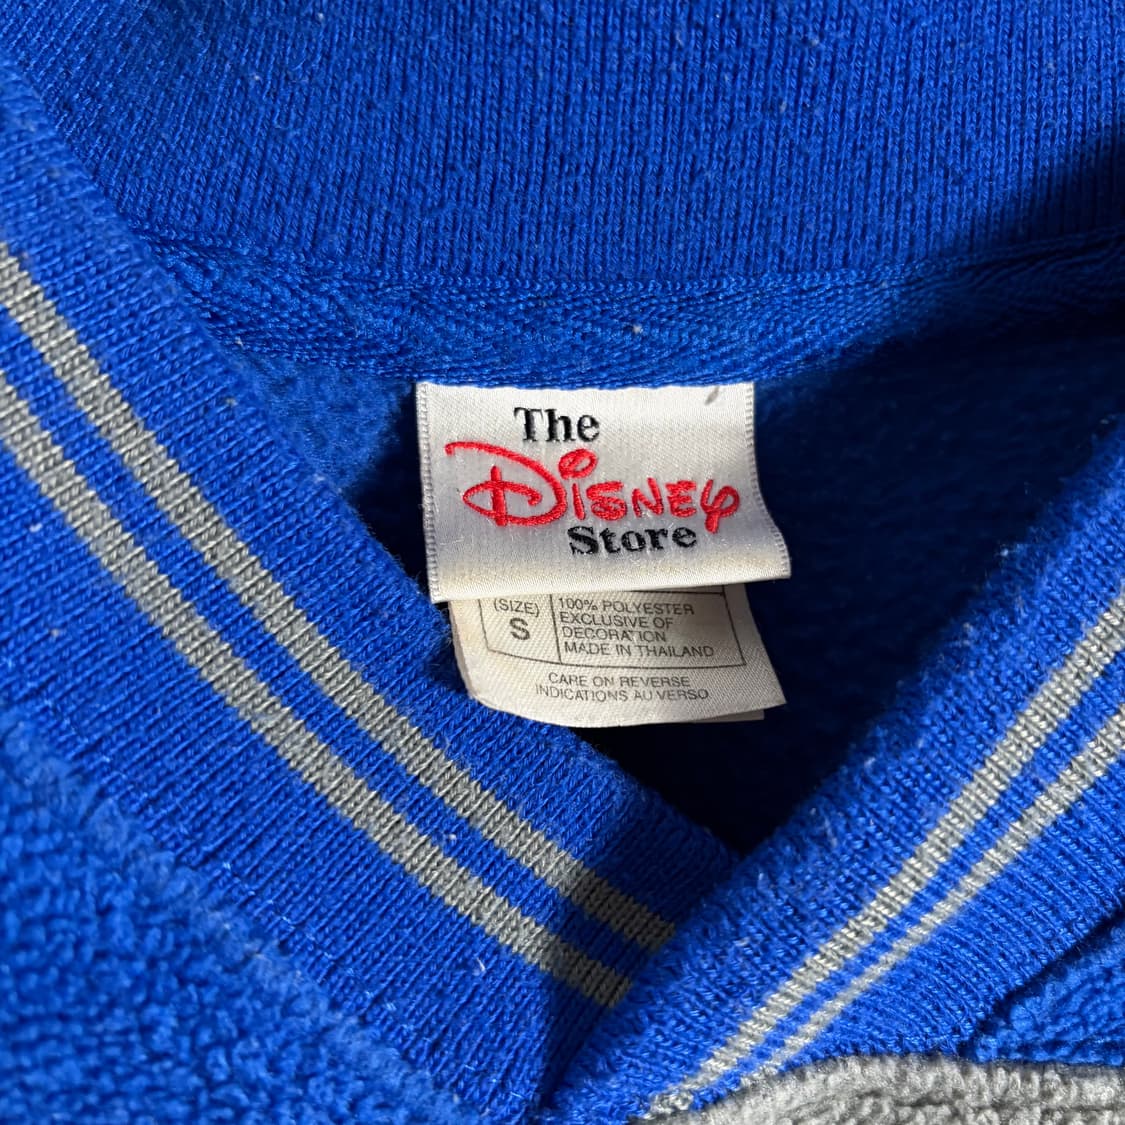 The
Disney
Store
(SIZE)
S
100% POLYESTER
EXCLUSIVE OF
DECORATION
MADE IN THAILAND
CARE ON REVERSE
INDICATIONS AU VERSO